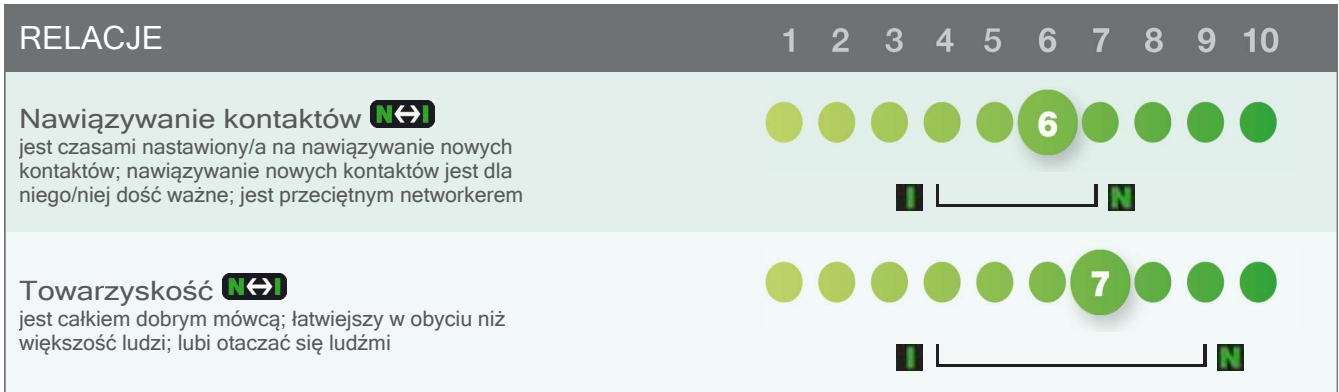 RELACJE 1 2 3 4 5 6 7 8 9 10
Nawiązywanie kontaktów N↔I
jest czasami nastawiony/a na nawiązywanie nowych
kontaktów; nawiązywanie nowych kontaktów jest dla
niego/niej dość ważne; jest przeciętnym networkerem
6
I N
Towarzyskość N↔I
jest całkiem dobrym mówcą; łatwiejszy w obyciu niż
większość ludzi; lubi otaczać się ludźmi
7
I N